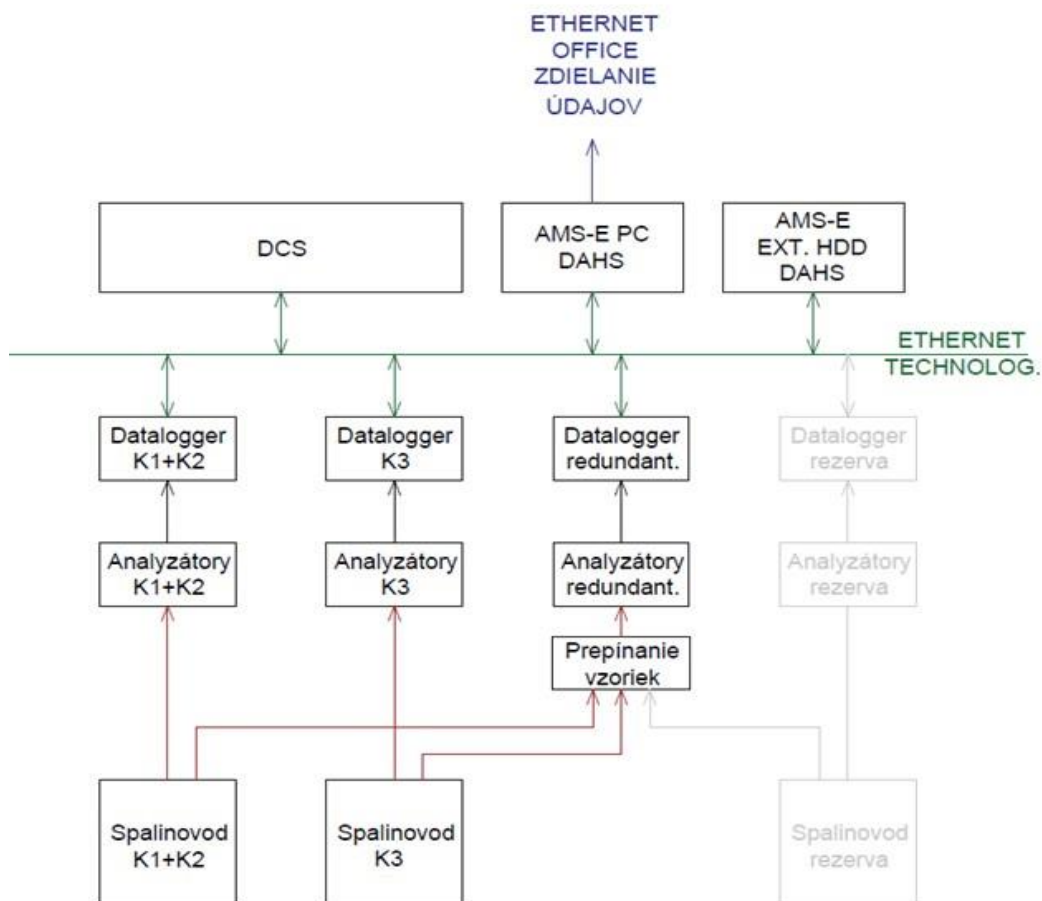 ETHERNET
OFFICE
ZDIELANIE
ÚDAJOV
DCS
AMS-E PC
DAHS
AMS-E
EXT. HDD
DAHS
ETHERNET
TECHNOLOG.
Datalogger
K1+K2
Datalogger
K3
Datalogger
redundant.
Datalogger
rezerva
Analyzátory
K1+K2
Analyzátory
K3
Analyzátory
redundant.
Analyzátory
rezerva
Prepínanie
vzoriek
Spalinovod
K1+K2
Spalinovod
K3
Spalinovod
rezerva